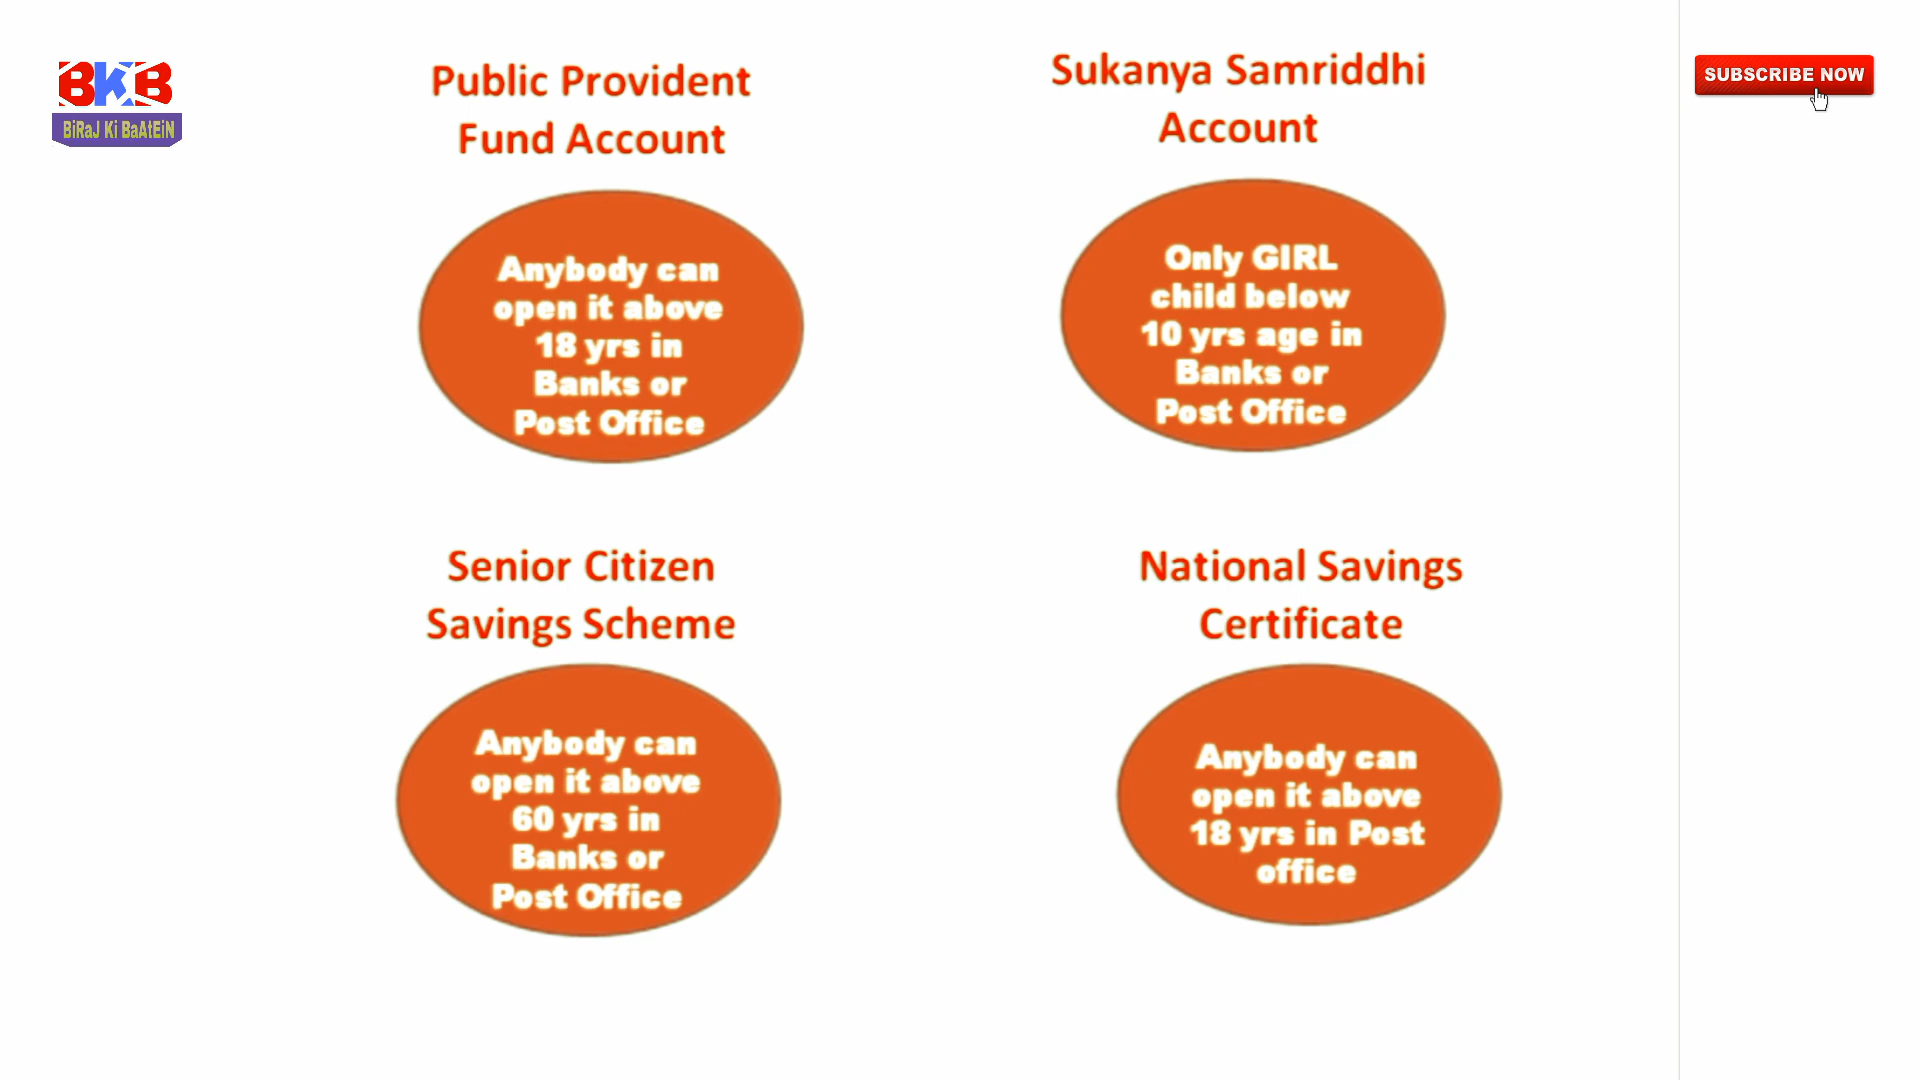 BKB
BiRaJ Ki BaAtEiN
Public Provident
Fund Account
Anybody can
open it above
18 yrs in
Banks or
Post Office
Sukanya Samriddhi
Account
Only GIRL
child below
10 yrs age in
Banks or
Post Office
SUBSCRIBE NOW
Senior Citizen
Savings Scheme
Anybody can
open it above
60 yrs in
Banks or
Post Office
National Savings
Certificate
Anybody can
open it above
18 yrs in Post
office